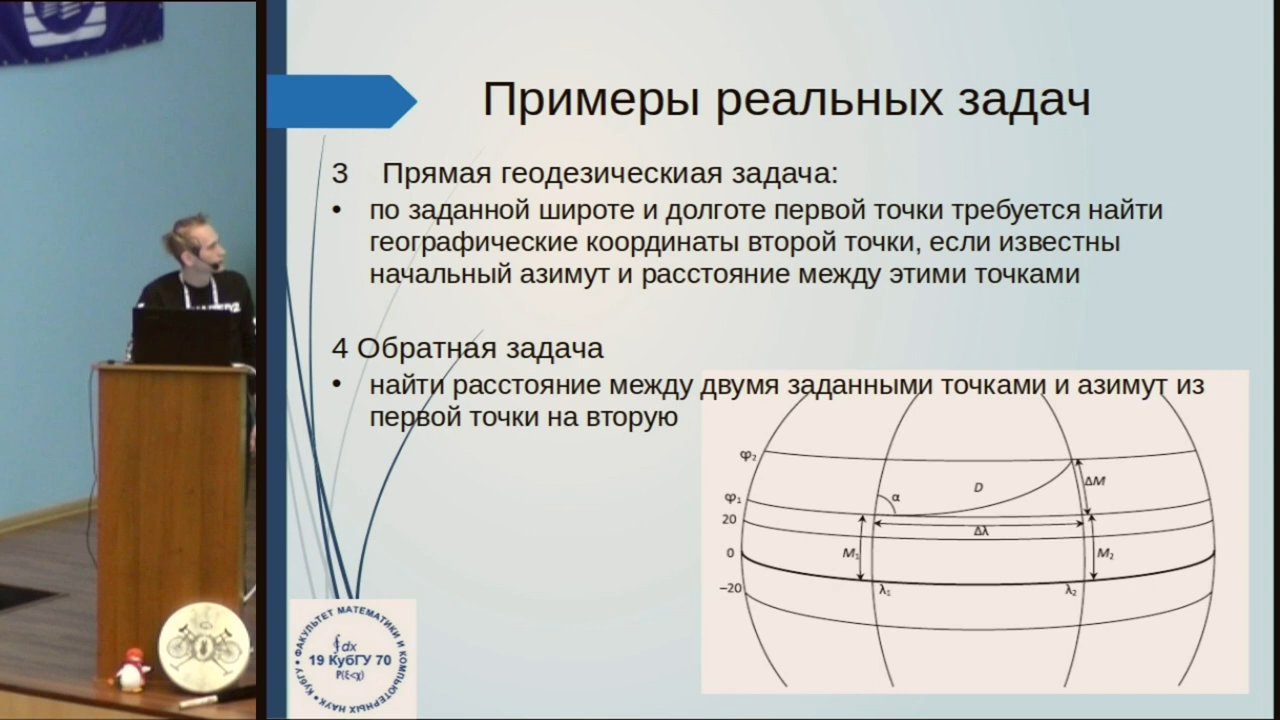 Примеры реальных задач
3 Прямая геодезическиая задача:
• по заданной широте и долготе первой точки требуется найти
географические координаты второй точки, если известны
начальный азимут и расстояние между этими точками
4 Обратная задача
• найти расстояние между двумя заданными точками и азимут из
первой точки на вторую
φ₂
φ₁
20
0
–20
α
D
ΔM
Δλ
M₁
M₂
λ₁
λ₂
ФАКУЛЬТЕТ МАТЕМАТИКИ И КОМПЬЮТЕРНЫХ НАУК • КубГУ •
∮dx
19 КубГУ 70
P(ξ<χ)